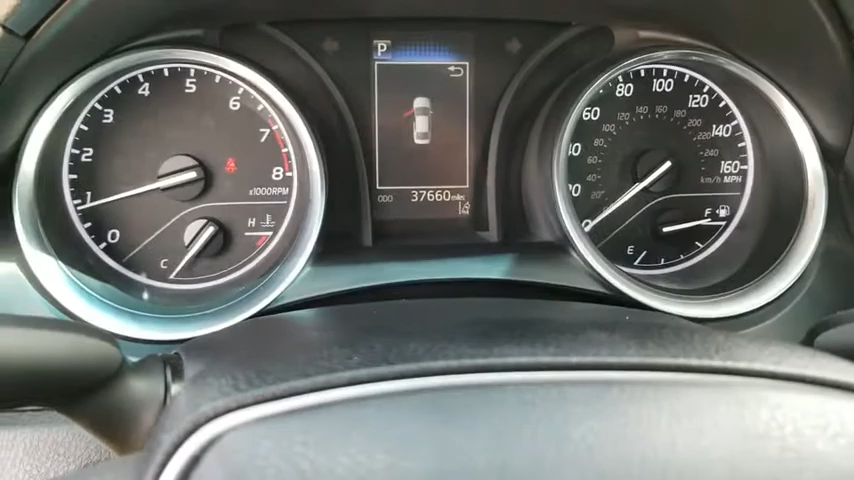 0 1 2 3 4 5 6 7 8
x1000RPM
C H
P
ODO 37660 miles
0 20 40 60 80 100 120 140 160
20 40 60 80 100 120 140 160 180 200 220 240
km/h MPH
E F